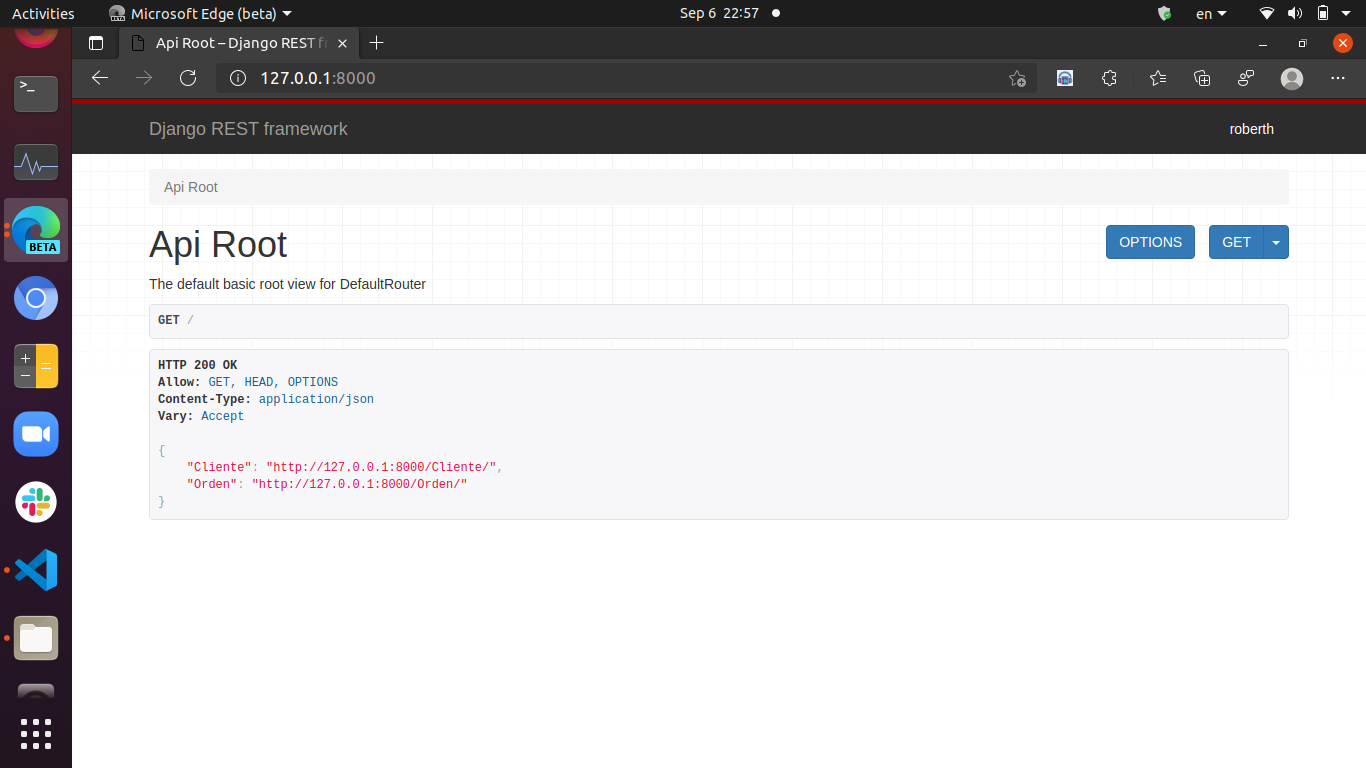 Activities
Microsoft Edge (beta)
Sep 6 22:57
en
Api Root – Django REST fr
127.0.0.1:8000
Django REST framework
roberth
Api Root
Api Root
OPTIONS
GET
The default basic root view for DefaultRouter
GET /
HTTP 200 OK
Allow: GET, HEAD, OPTIONS
Content-Type: application/json
Vary: Accept
{
"Cliente": "http://127.0.0.1:8000/Cliente/",
"Orden": "http://127.0.0.1:8000/Orden/"
}
>_
BETA